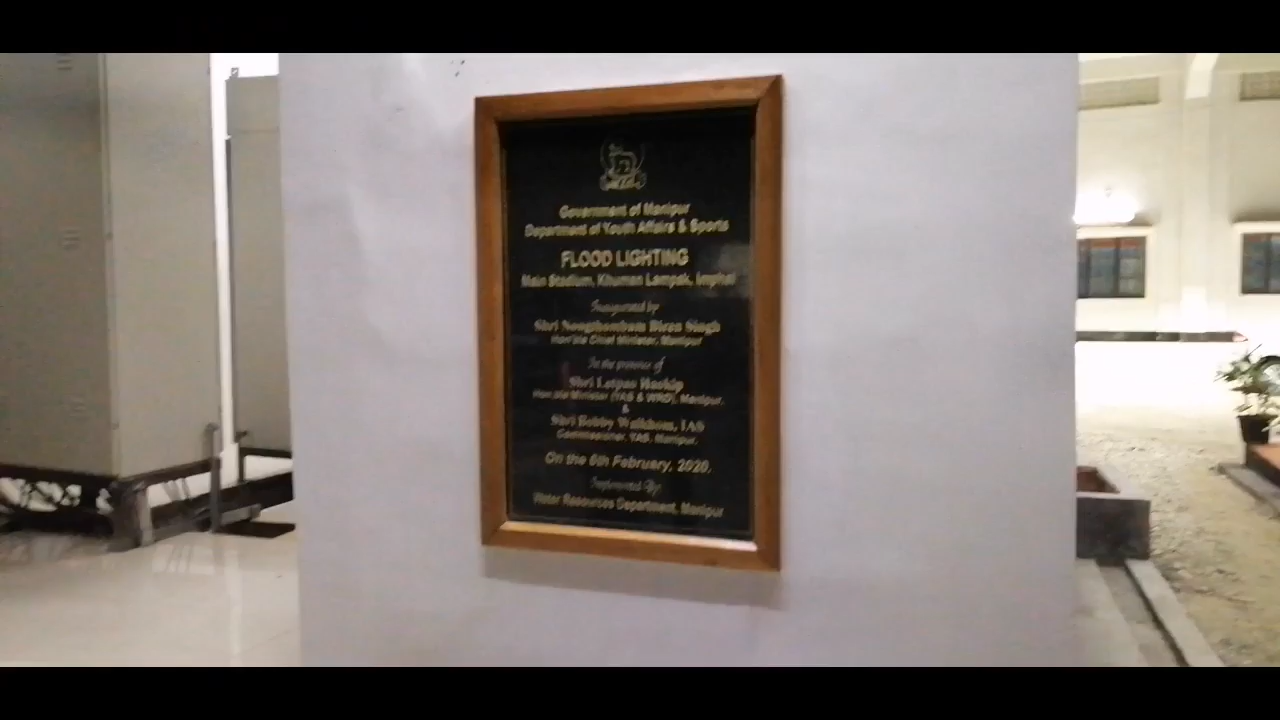 Government of Manipur
Department of Youth Affairs & Sports
FLOOD LIGHTING
Main Stadium, Khuman Lampak, Imphal
Inaugurated by
Shri Nongthombam Biren Singh
Hon'ble Chief Minister, Manipur
In the presence of
Shri Letpao Haokip
Hon'ble Minister (YAS & WRD), Manipur.
&
Shri Bobby Waikhom, IAS
Commissioner, YAS, Manipur.
On the 6th February, 2020.
Implemented By:
Water Resources Department, Manipur